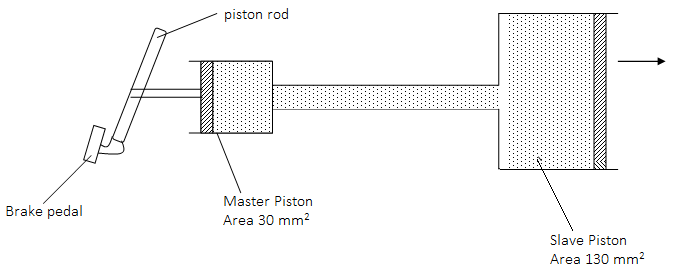 piston rod
Brake pedal
Master Piston
Area 30 mm²
Slave Piston
Area 130 mm²